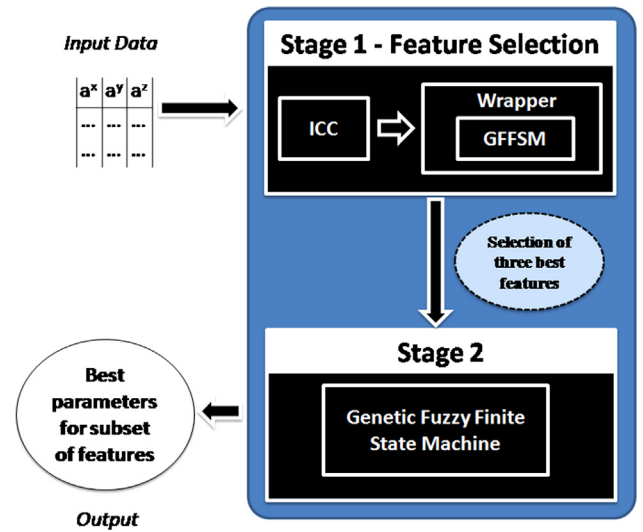 Input Data
a^x a^y a^z
... ... ...
... ... ...
Stage 1 - Feature Selection
ICC
Wrapper
GFFSM
Selection of
three best
features
Stage 2
Genetic Fuzzy Finite
State Machine
Best
parameters
for subset
of features
Output